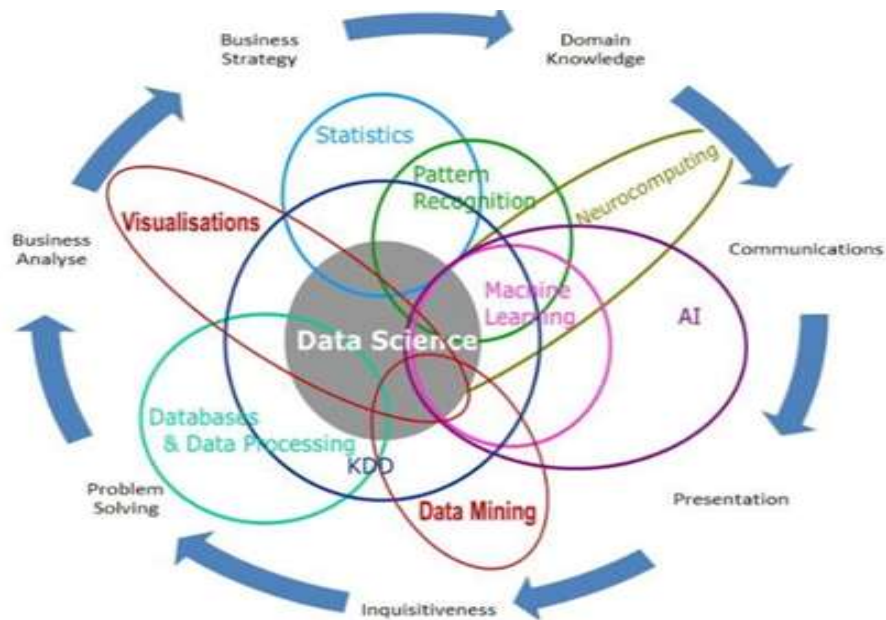 Business
Strategy
Domain
Knowledge
Statistics
Pattern
Recognition
Neurocomputing
Visualisations
Business
Analyse
Communications
Machine
Learning
AI
Data Science
Databases
& Data Processing
KDD
Problem
Solving
Data Mining
Presentation
Inquisitiveness